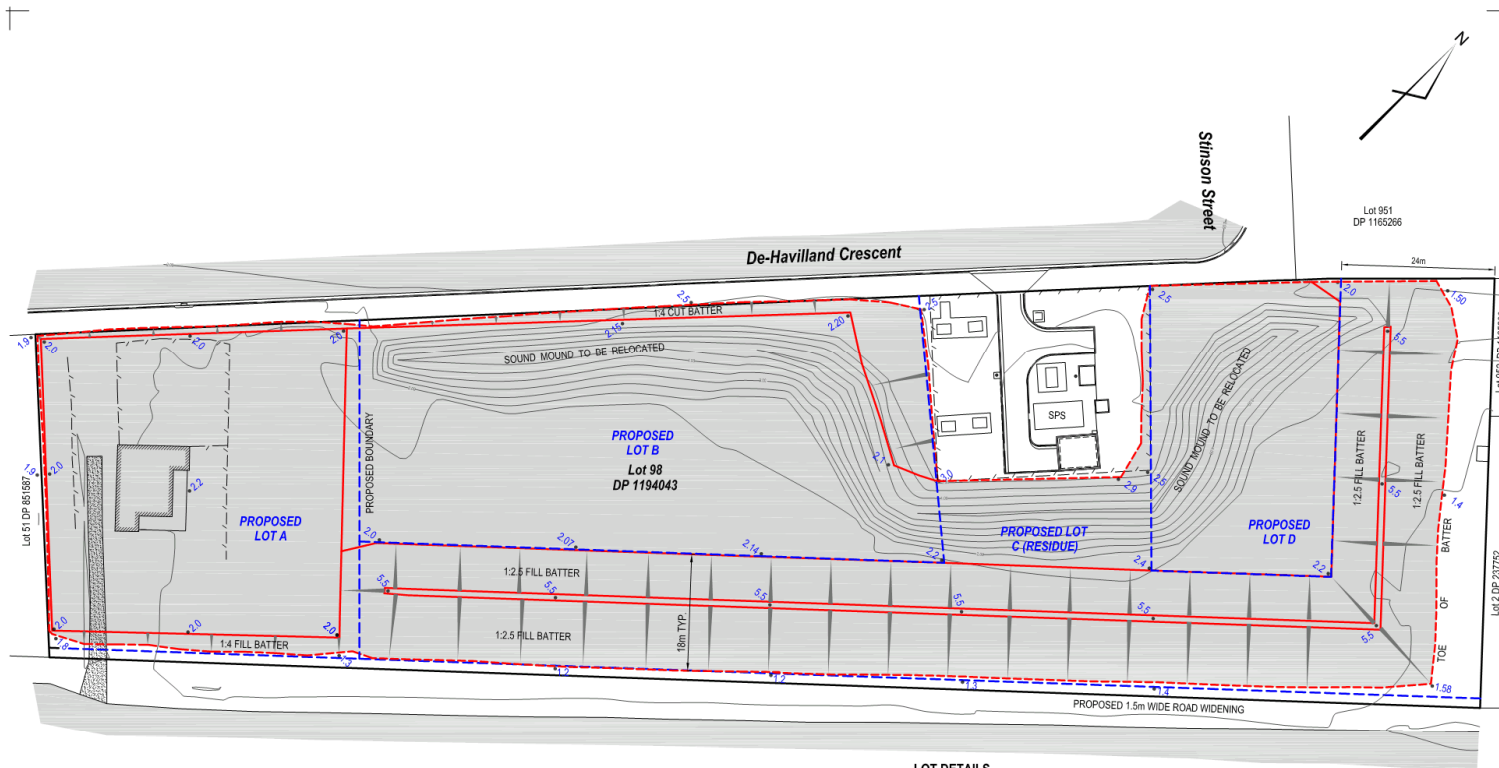 N
Stinson Street
Lot 951
DP 1165266
De-Havilland Crescent
24m
2.5
2.5
2.5
2.0
1.50
1:4 CUT BATTER
2.15
2.20
1.9
2.0
2.0
2.0
5.5
SOUND MOUND TO BE RELOCATED
SOUND MOUND TO BE RELOCATED
SPS
PROPOSED
LOT B
Lot 98
DP 1194043
PROPOSED BOUNDARY
2.1
3.0
2.9
2.5
1.9
2.0
2.2
5.5
1.4
1:2.5 FILL BATTER
1:2.5 FILL BATTER
Lot 51 DP 851587
PROPOSED
LOT A
PROPOSED LOT
C (RESIDUE)
PROPOSED
LOT D
2.0
2.07
2.14
2.2
2.4
2.2
TOE OF BATTER
Lot 2 DP 237752
1:2.5 FILL BATTER
5.5
5.5
5.5
5.5
5.5
5.5
18m TYP.
1:2.5 FILL BATTER
2.0
2.0
2.0
1.8
1:4 FILL BATTER
1.3
1.2
1.2
1.3
1.4
1.58
PROPOSED 1.5m WIDE ROAD WIDENING